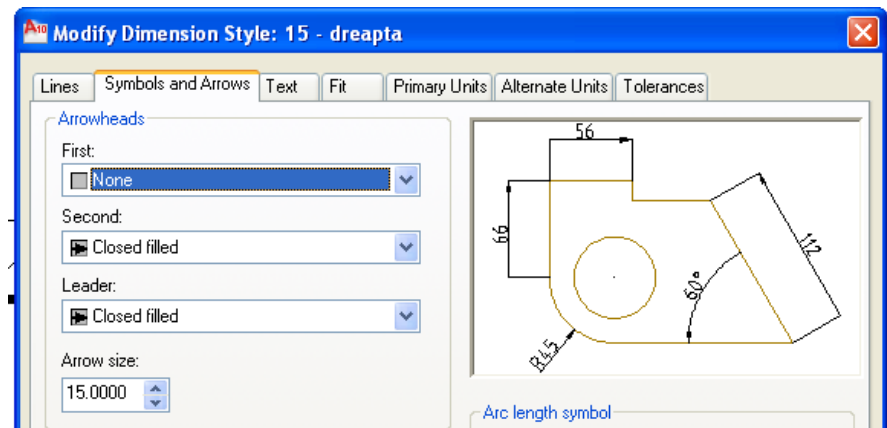 A10 Modify Dimension Style: 15 - dreapta
Lines Symbols and Arrows Text Fit Primary Units Alternate Units Tolerances
Arrowheads
First:
None
Second:
Closed filled
Leader:
Closed filled
Arrow size:
15.0000
56
66
112
60°
R45
Arc length symbol